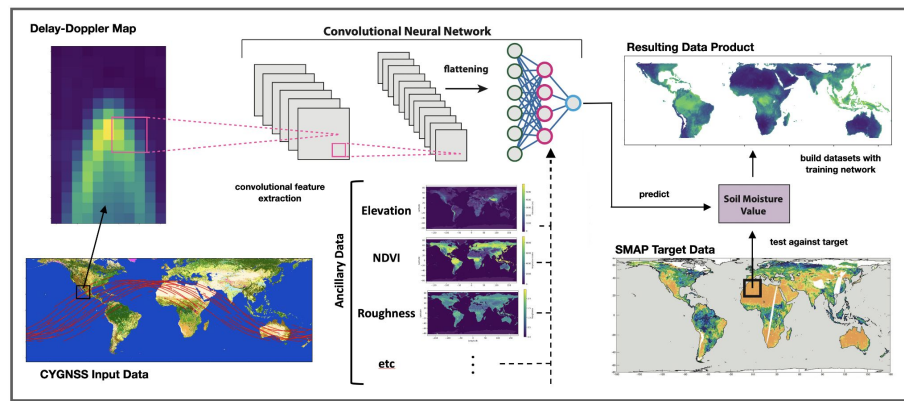 Delay-Doppler Map
Convolutional Neural Network
flattening
convolutional feature
extraction
Ancillary Data
Elevation
NDVI
Roughness
etc
CYGNSS Input Data
Resulting Data Product
build datasets with
training network
predict
Soil Moisture
Value
test against target
SMAP Target Data